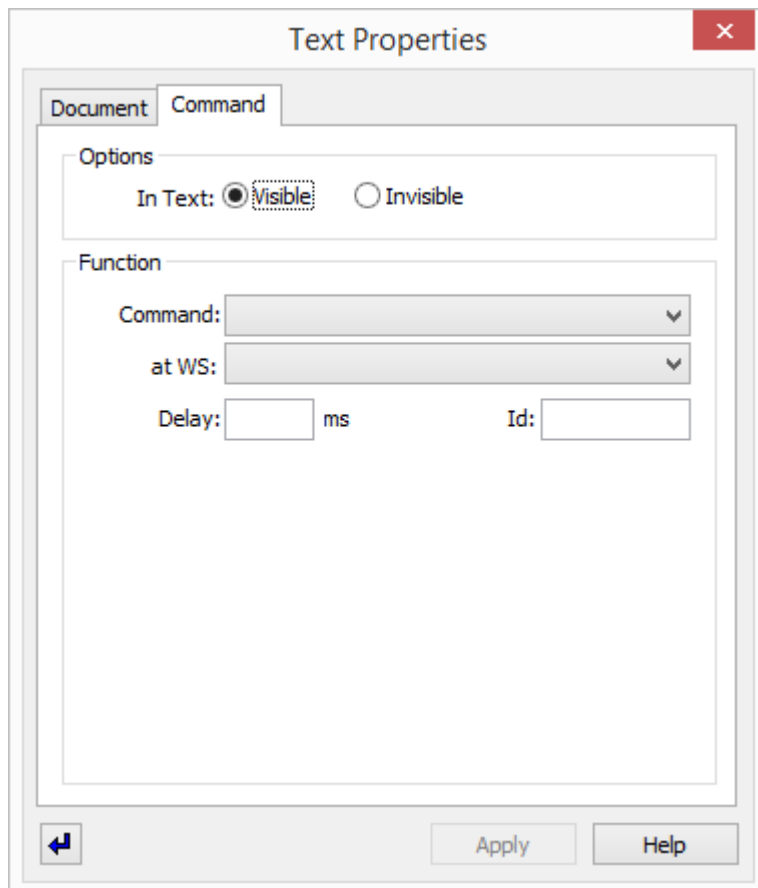 Text Properties
Document Command
Options
In Text: Visible Invisible
Function
Command:
at WS:
Delay: ms Id:
Apply Help